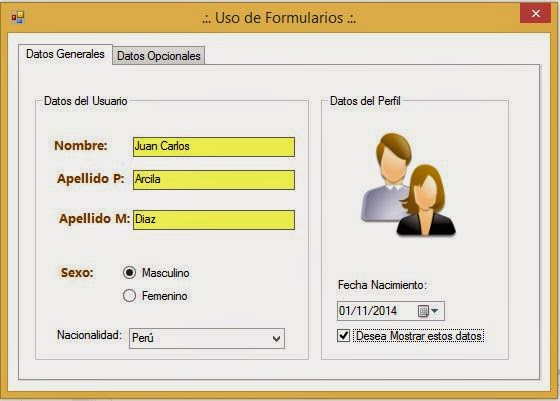 .:. Uso de Formularios .:.
Datos Generales
Datos Opcionales
Datos del Usuario
Nombre: Juan Carlos
Apellido P: Arcila
Apellido M: Diaz
Sexo: Masculino
Femenino
Nacionalidad: Perú
Datos del Perfil
Fecha Nacimiento:
01/11/2014
Desea Mostrar estos datos